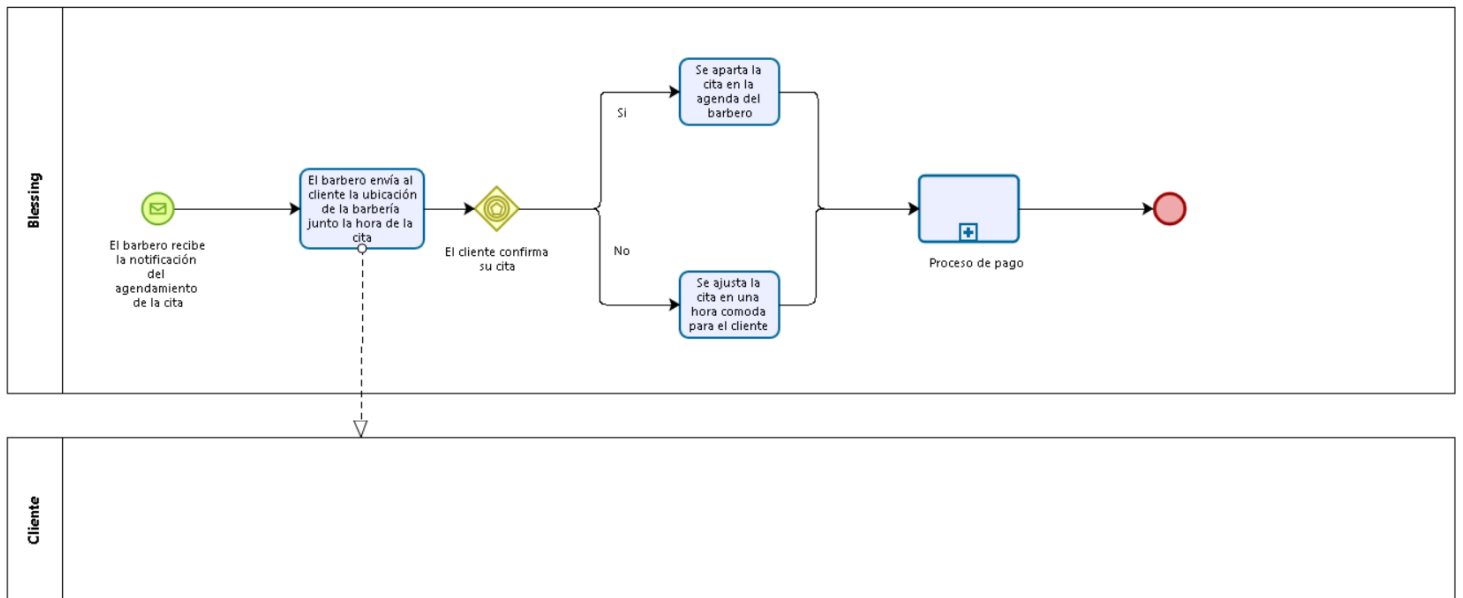 Blessing
El barbero recibe
la notificación
del
agendamiento
de la cita
El barbero envía al
cliente la ubicación
de la barbería
junto la hora de la
cita
El cliente confirma
su cita
Si
Se aparta la
cita en la
agenda del
barbero
No
Se ajusta la
cita en una
hora comoda
para el cliente
Proceso de pago
Cliente